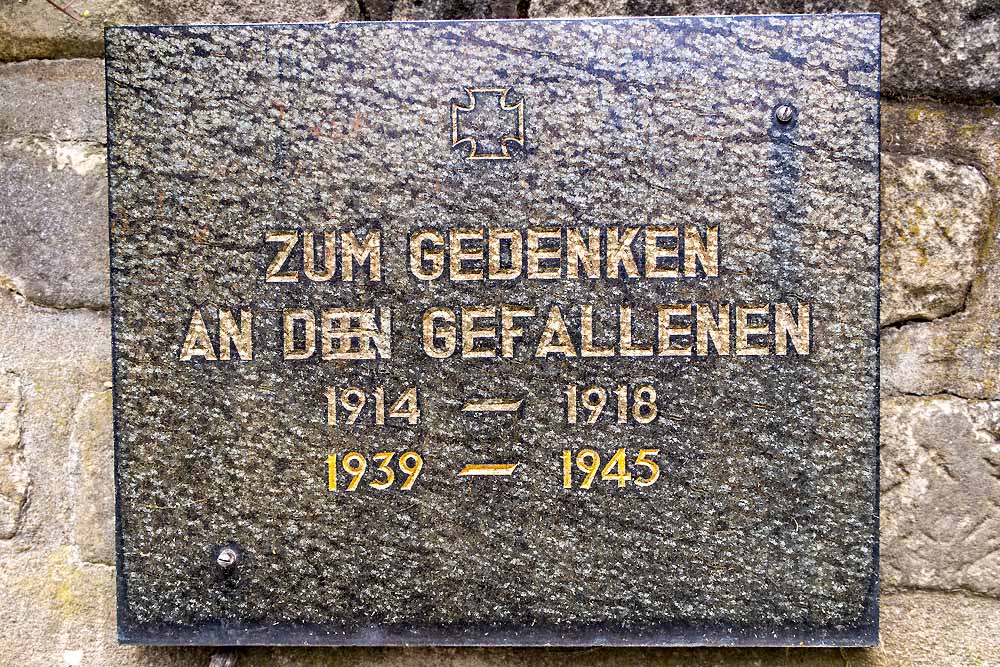 ZUM GEDENKEN
AN DEN GEFALLENEN
1914 – 1918
1939 – 1945